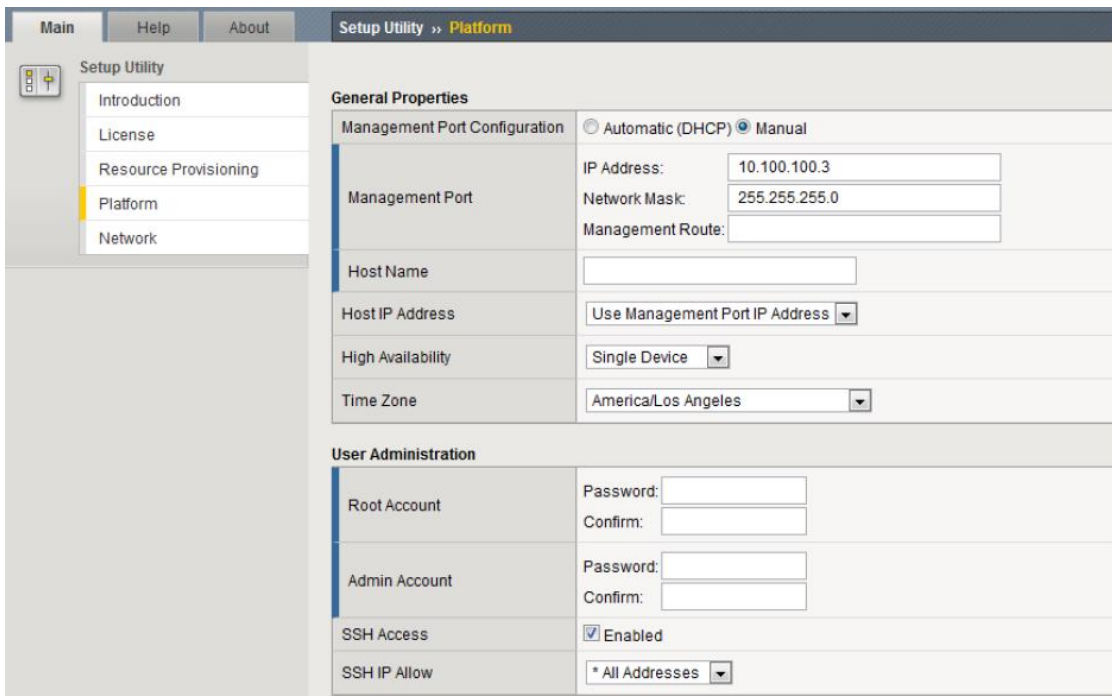 Main Help About Setup Utility ›› Platform
Setup Utility
Introduction
License
Resource Provisioning
Platform
Network
General Properties
Management Port Configuration Automatic (DHCP) Manual
Management Port
IP Address: 10.100.100.3
Network Mask: 255.255.255.0
Management Route:
Host Name
Host IP Address Use Management Port IP Address
High Availability Single Device
Time Zone America/Los Angeles
User Administration
Root Account
Password:
Confirm:
Admin Account
Password:
Confirm:
SSH Access Enabled
SSH IP Allow * All Addresses